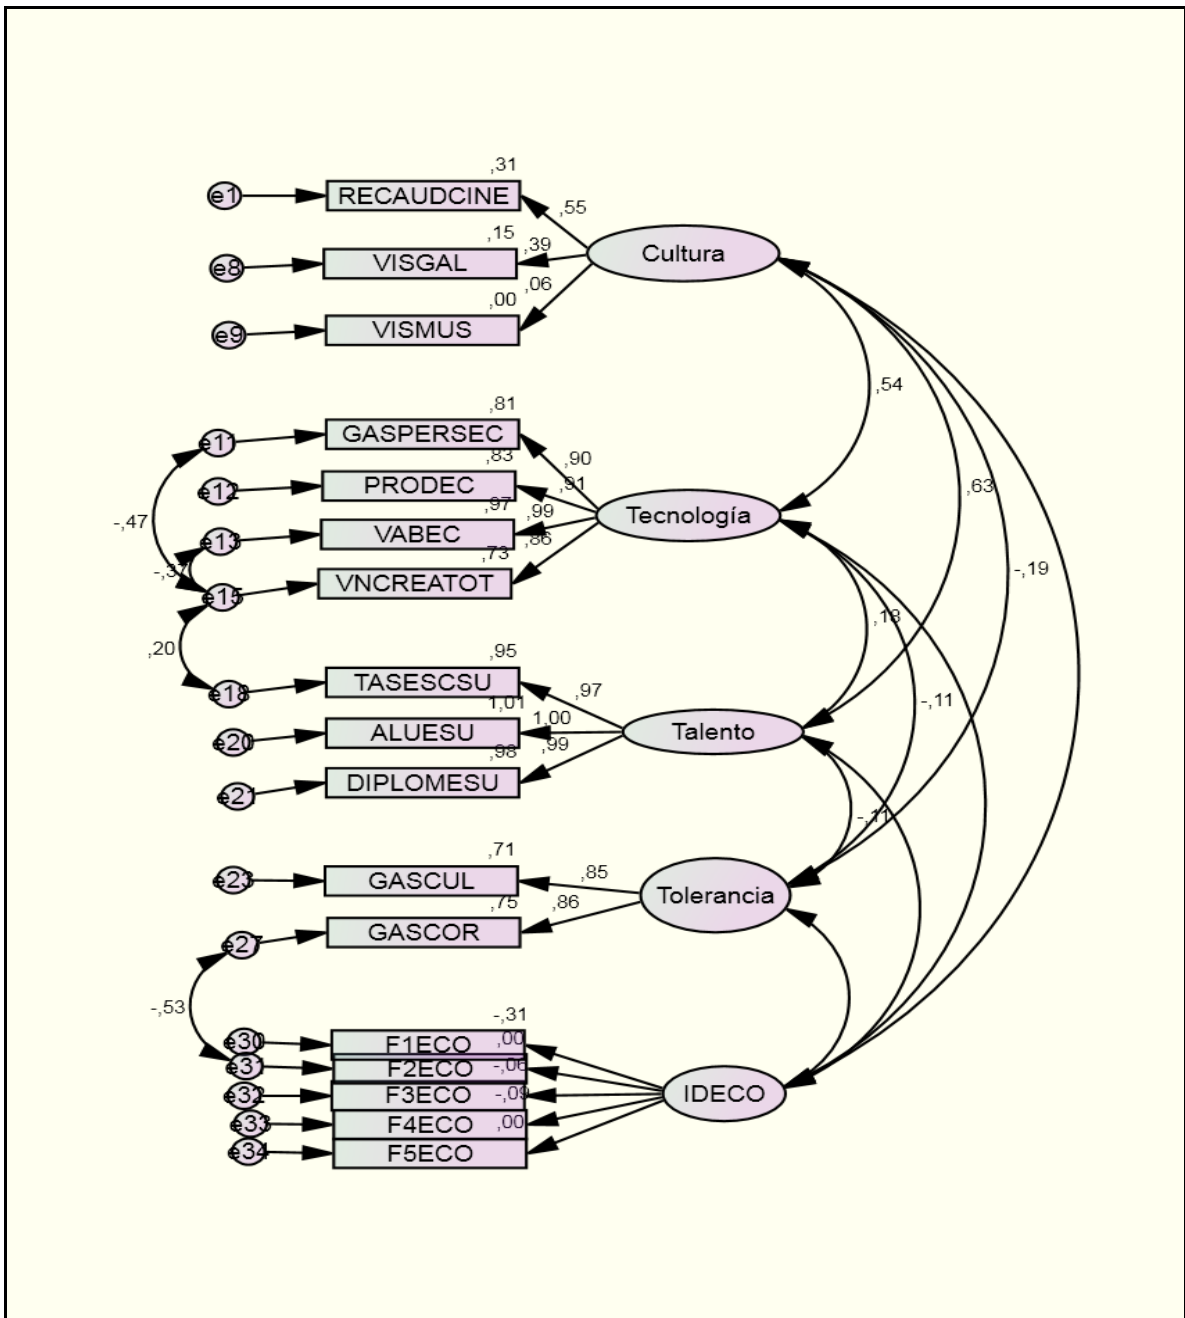 ,31
e1 RECAUDCINE ,55
,15 ,39
e8 VISGAL Cultura
,00 ,06
e9 VISMUS
,54
,81
e11 GASPERSEC
,83 ,90
e12 PRODEC ,91
,63
,97 ,99
-,47 e13 VABEC Tecnología
,73 ,86
-,37
e15 VNCREATOT
-,19
,18
,20
,95
e18 TASESCSU ,97
-,11
1,01 1,00
e20 ALUESU Talento
,98 ,99
e21 DIPLOMESU
-,11
,71
e23 GASCUL ,85
,75 ,86 Tolerancia
e27 GASCOR
-,53
-,31
e30 F1ECO ,00
e31 F2ECO -,06
e32 F3ECO -,09 IDECO
e33 F4ECO ,00
e34 F5ECO